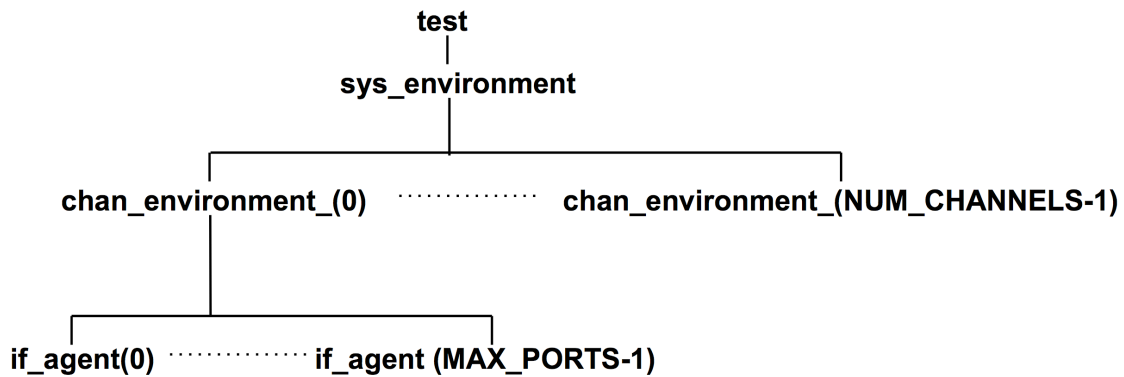 test
sys_environment
chan_environment_(0) chan_environment_(NUM_CHANNELS-1)
if_agent(0) if_agent (MAX_PORTS-1)